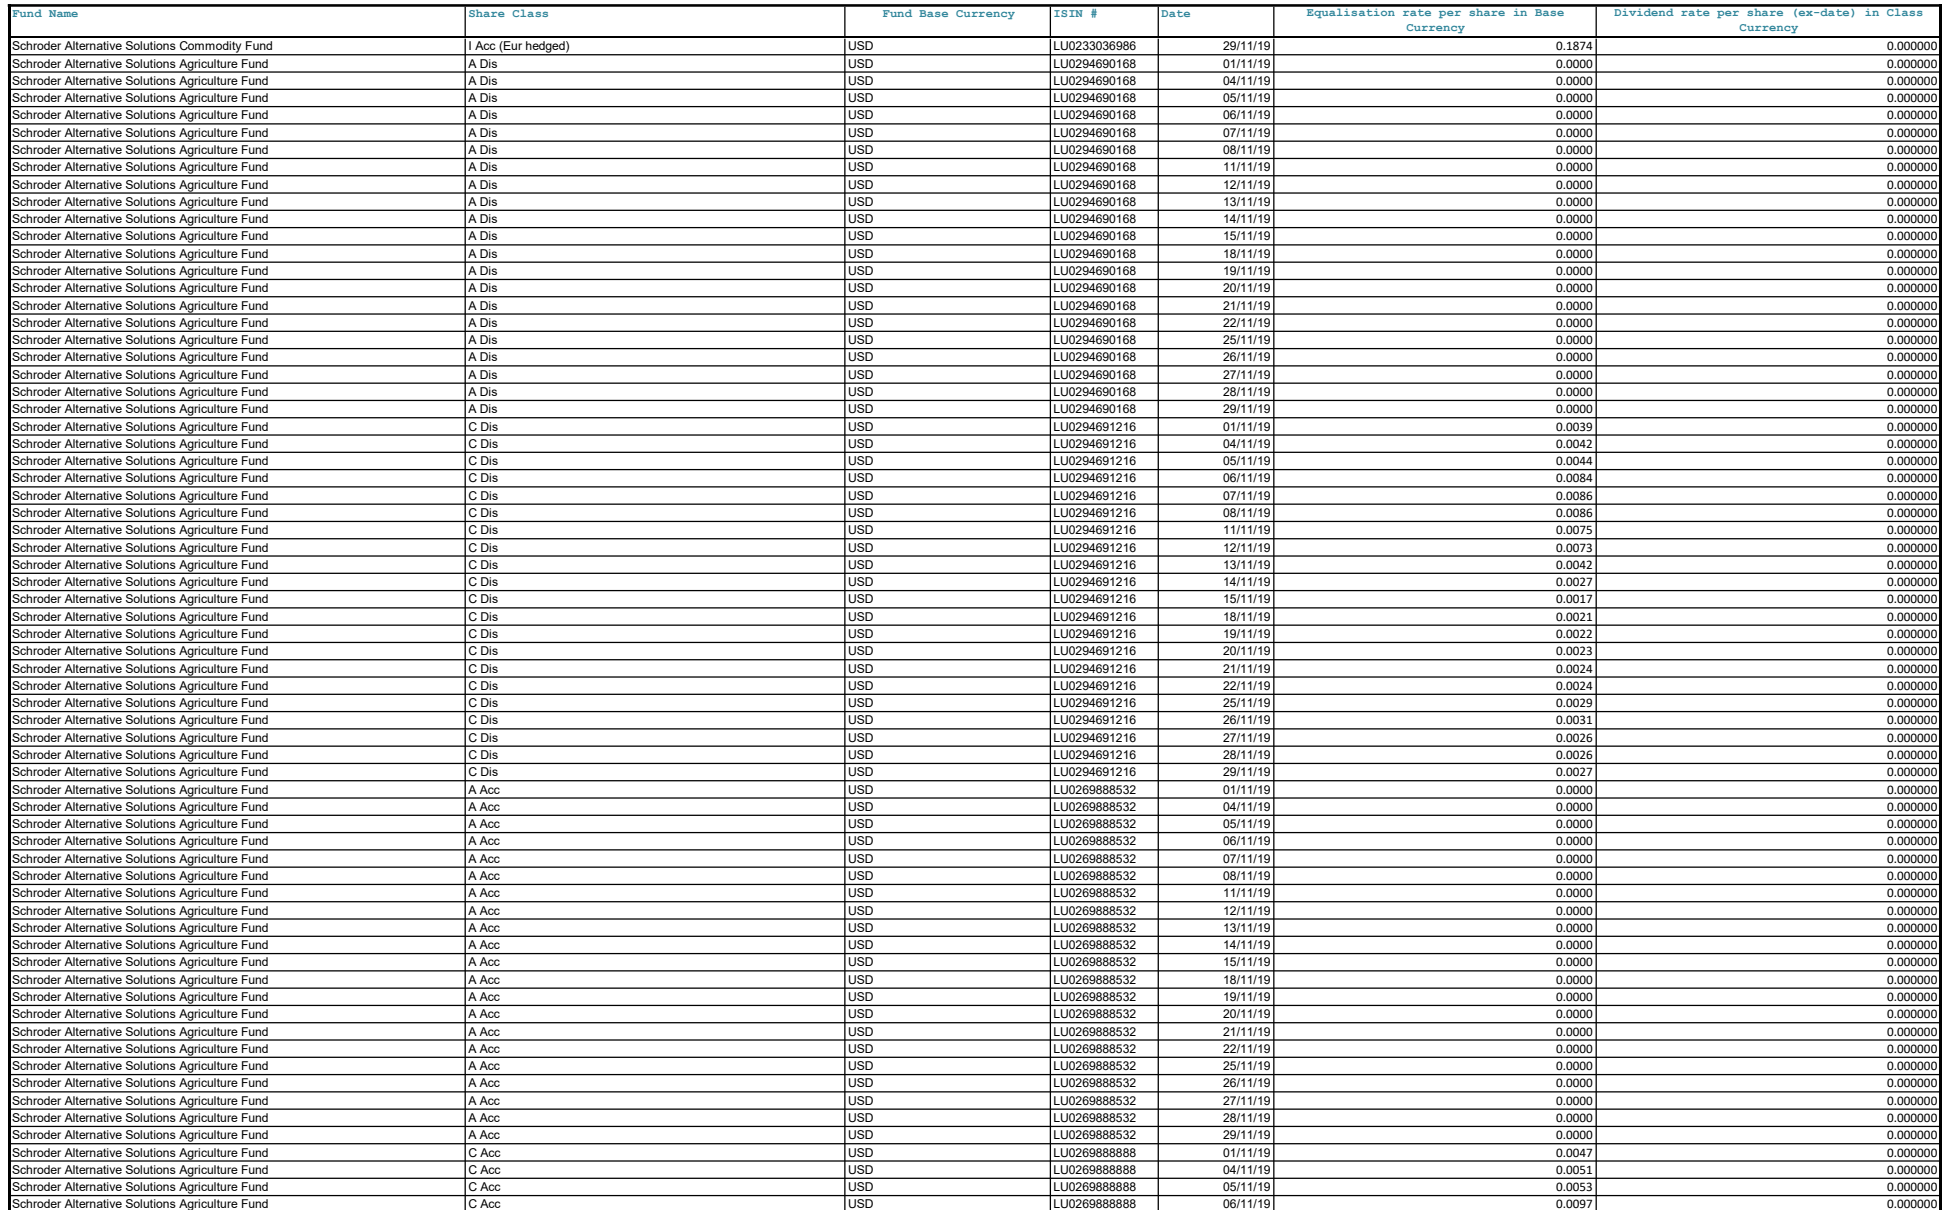 Fund Name Share Class Fund Base Currency ISIN # Date Equalisation rate per share in Base Currency Dividend rate per share (ex-date) in Class Currency
Schroder Alternative Solutions Commodity Fund I Acc (Eur hedged) USD LU0233036986 29/11/19 0.1874 0.000000
Schroder Alternative Solutions Agriculture Fund A Dis USD LU0294690168 01/11/19 0.0000 0.000000
Schroder Alternative Solutions Agriculture Fund A Dis USD LU0294690168 04/11/19 0.0000 0.000000
Schroder Alternative Solutions Agriculture Fund A Dis USD LU0294690168 05/11/19 0.0000 0.000000
Schroder Alternative Solutions Agriculture Fund A Dis USD LU0294690168 06/11/19 0.0000 0.000000
Schroder Alternative Solutions Agriculture Fund A Dis USD LU0294690168 07/11/19 0.0000 0.000000
Schroder Alternative Solutions Agriculture Fund A Dis USD LU0294690168 08/11/19 0.0000 0.000000
Schroder Alternative Solutions Agriculture Fund A Dis USD LU0294690168 11/11/19 0.0000 0.000000
Schroder Alternative Solutions Agriculture Fund A Dis USD LU0294690168 12/11/19 0.0000 0.000000
Schroder Alternative Solutions Agriculture Fund A Dis USD LU0294690168 13/11/19 0.0000 0.000000
Schroder Alternative Solutions Agriculture Fund A Dis USD LU0294690168 14/11/19 0.0000 0.000000
Schroder Alternative Solutions Agriculture Fund A Dis USD LU0294690168 15/11/19 0.0000 0.000000
Schroder Alternative Solutions Agriculture Fund A Dis USD LU0294690168 18/11/19 0.0000 0.000000
Schroder Alternative Solutions Agriculture Fund A Dis USD LU0294690168 19/11/19 0.0000 0.000000
Schroder Alternative Solutions Agriculture Fund A Dis USD LU0294690168 20/11/19 0.0000 0.000000
Schroder Alternative Solutions Agriculture Fund A Dis USD LU0294690168 21/11/19 0.0000 0.000000
Schroder Alternative Solutions Agriculture Fund A Dis USD LU0294690168 22/11/19 0.0000 0.000000
Schroder Alternative Solutions Agriculture Fund A Dis USD LU0294690168 25/11/19 0.0000 0.000000
Schroder Alternative Solutions Agriculture Fund A Dis USD LU0294690168 26/11/19 0.0000 0.000000
Schroder Alternative Solutions Agriculture Fund A Dis USD LU0294690168 27/11/19 0.0000 0.000000
Schroder Alternative Solutions Agriculture Fund A Dis USD LU0294690168 28/11/19 0.0000 0.000000
Schroder Alternative Solutions Agriculture Fund A Dis USD LU0294690168 29/11/19 0.0000 0.000000
Schroder Alternative Solutions Agriculture Fund C Dis USD LU0294691216 01/11/19 0.0039 0.000000
Schroder Alternative Solutions Agriculture Fund C Dis USD LU0294691216 04/11/19 0.0042 0.000000
Schroder Alternative Solutions Agriculture Fund C Dis USD LU0294691216 05/11/19 0.0044 0.000000
Schroder Alternative Solutions Agriculture Fund C Dis USD LU0294691216 06/11/19 0.0084 0.000000
Schroder Alternative Solutions Agriculture Fund C Dis USD LU0294691216 07/11/19 0.0086 0.000000
Schroder Alternative Solutions Agriculture Fund C Dis USD LU0294691216 08/11/19 0.0086 0.000000
Schroder Alternative Solutions Agriculture Fund C Dis USD LU0294691216 11/11/19 0.0075 0.000000
Schroder Alternative Solutions Agriculture Fund C Dis USD LU0294691216 12/11/19 0.0073 0.000000
Schroder Alternative Solutions Agriculture Fund C Dis USD LU0294691216 13/11/19 0.0042 0.000000
Schroder Alternative Solutions Agriculture Fund C Dis USD LU0294691216 14/11/19 0.0027 0.000000
Schroder Alternative Solutions Agriculture Fund C Dis USD LU0294691216 15/11/19 0.0017 0.000000
Schroder Alternative Solutions Agriculture Fund C Dis USD LU0294691216 18/11/19 0.0021 0.000000
Schroder Alternative Solutions Agriculture Fund C Dis USD LU0294691216 19/11/19 0.0022 0.000000
Schroder Alternative Solutions Agriculture Fund C Dis USD LU0294691216 20/11/19 0.0023 0.000000
Schroder Alternative Solutions Agriculture Fund C Dis USD LU0294691216 21/11/19 0.0024 0.000000
Schroder Alternative Solutions Agriculture Fund C Dis USD LU0294691216 22/11/19 0.0024 0.000000
Schroder Alternative Solutions Agriculture Fund C Dis USD LU0294691216 25/11/19 0.0029 0.000000
Schroder Alternative Solutions Agriculture Fund C Dis USD LU0294691216 26/11/19 0.0031 0.000000
Schroder Alternative Solutions Agriculture Fund C Dis USD LU0294691216 27/11/19 0.0026 0.000000
Schroder Alternative Solutions Agriculture Fund C Dis USD LU0294691216 28/11/19 0.0026 0.000000
Schroder Alternative Solutions Agriculture Fund C Dis USD LU0294691216 29/11/19 0.0027 0.000000
Schroder Alternative Solutions Agriculture Fund A Acc USD LU0269888532 01/11/19 0.0000 0.000000
Schroder Alternative Solutions Agriculture Fund A Acc USD LU0269888532 04/11/19 0.0000 0.000000
Schroder Alternative Solutions Agriculture Fund A Acc USD LU0269888532 05/11/19 0.0000 0.000000
Schroder Alternative Solutions Agriculture Fund A Acc USD LU0269888532 06/11/19 0.0000 0.000000
Schroder Alternative Solutions Agriculture Fund A Acc USD LU0269888532 07/11/19 0.0000 0.000000
Schroder Alternative Solutions Agriculture Fund A Acc USD LU0269888532 08/11/19 0.0000 0.000000
Schroder Alternative Solutions Agriculture Fund A Acc USD LU0269888532 11/11/19 0.0000 0.000000
Schroder Alternative Solutions Agriculture Fund A Acc USD LU0269888532 12/11/19 0.0000 0.000000
Schroder Alternative Solutions Agriculture Fund A Acc USD LU0269888532 13/11/19 0.0000 0.000000
Schroder Alternative Solutions Agriculture Fund A Acc USD LU0269888532 14/11/19 0.0000 0.000000
Schroder Alternative Solutions Agriculture Fund A Acc USD LU0269888532 15/11/19 0.0000 0.000000
Schroder Alternative Solutions Agriculture Fund A Acc USD LU0269888532 18/11/19 0.0000 0.000000
Schroder Alternative Solutions Agriculture Fund A Acc USD LU0269888532 19/11/19 0.0000 0.000000
Schroder Alternative Solutions Agriculture Fund A Acc USD LU0269888532 20/11/19 0.0000 0.000000
Schroder Alternative Solutions Agriculture Fund A Acc USD LU0269888532 21/11/19 0.0000 0.000000
Schroder Alternative Solutions Agriculture Fund A Acc USD LU0269888532 22/11/19 0.0000 0.000000
Schroder Alternative Solutions Agriculture Fund A Acc USD LU0269888532 25/11/19 0.0000 0.000000
Schroder Alternative Solutions Agriculture Fund A Acc USD LU0269888532 26/11/19 0.0000 0.000000
Schroder Alternative Solutions Agriculture Fund A Acc USD LU0269888532 27/11/19 0.0000 0.000000
Schroder Alternative Solutions Agriculture Fund A Acc USD LU0269888532 28/11/19 0.0000 0.000000
Schroder Alternative Solutions Agriculture Fund A Acc USD LU0269888532 29/11/19 0.0000 0.000000
Schroder Alternative Solutions Agriculture Fund C Acc USD LU0269888888 01/11/19 0.0047 0.000000
Schroder Alternative Solutions Agriculture Fund C Acc USD LU0269888888 04/11/19 0.0051 0.000000
Schroder Alternative Solutions Agriculture Fund C Acc USD LU0269888888 05/11/19 0.0053 0.000000
Schroder Alternative Solutions Agriculture Fund C Acc USD LU0269888888 06/11/19 0.0097 0.000000